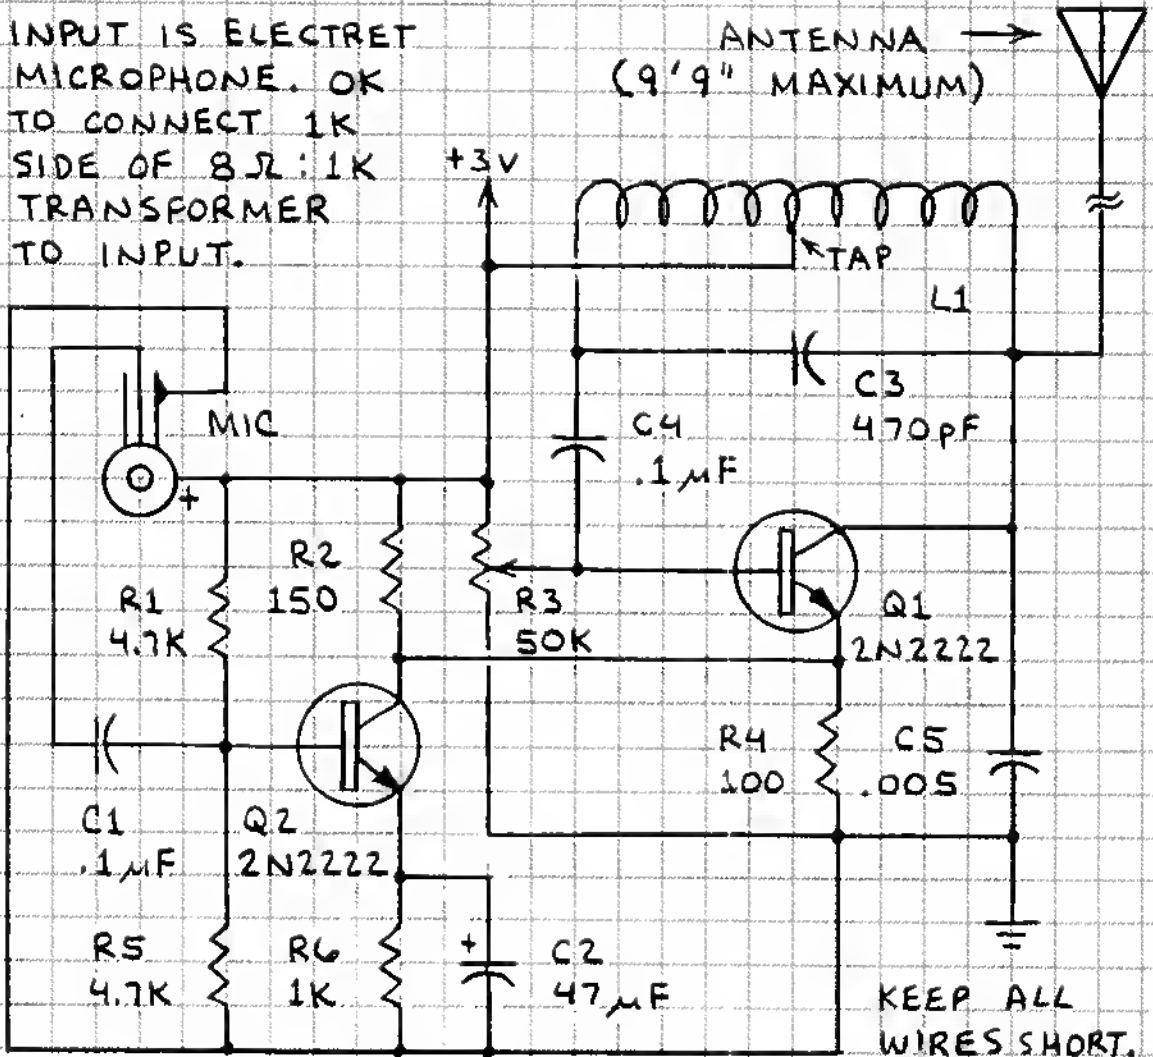 INPUT IS ELECTRET
MICROPHONE. OK
TO CONNECT 1K
SIDE OF 8Ω:1K
TRANSFORMER
TO INPUT.
ANTENNA →
(9'9" MAXIMUM)
+3V
TAP
L1
MIC
+
C3
470pF
C4
.1μF
R2
150
R1
4.7K
R3
50K
Q1
2N2222
R4
100
C5
.005
C1
.1μF
Q2
2N2222
R5
4.7K
R6
1K
+
C2
47μF
KEEP ALL
WIRES SHORT.